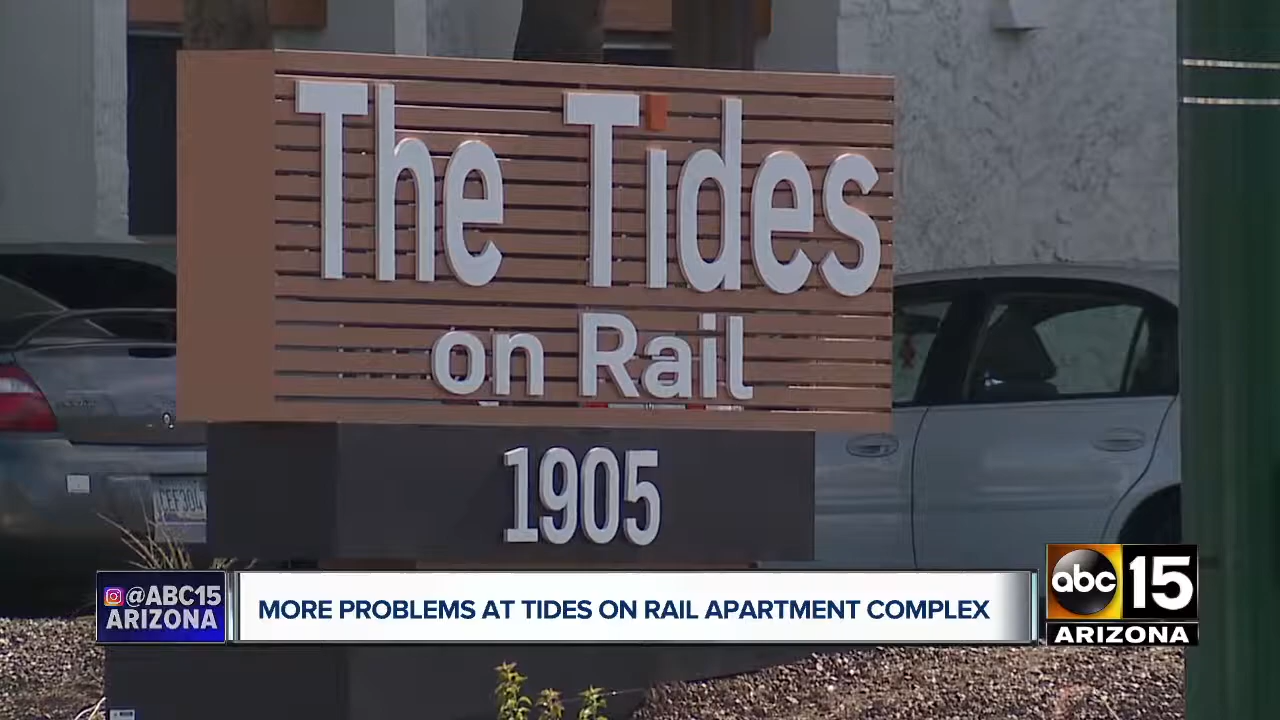 The Tides
on Rail
1905
@ABC15
ARIZONA
MORE PROBLEMS AT TIDES ON RAIL APARTMENT COMPLEX
abc 15
ARIZONA